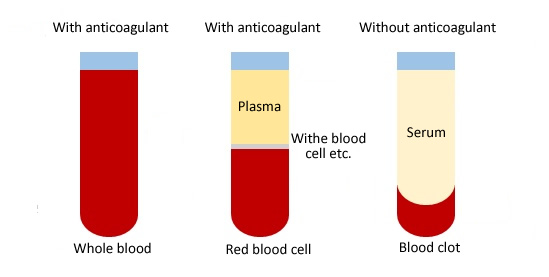 With anticoagulant
With anticoagulant
Without anticoagulant
Plasma
Serum
Withe blood
cell etc.
Whole blood
Red blood cell
Blood clot